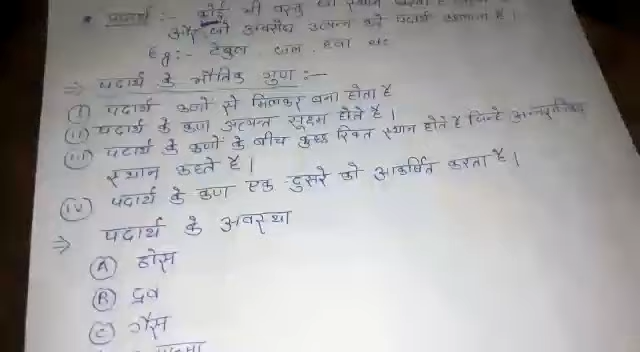 * पदार्थ :- कोई भी वस्तु जो स्थान
और जो अवरोध उत्पन्न करे पदार्थ कहलाता है।
Eg:- टेबुल, जल, हवा etc
⇒ पदार्थ के भौतिक गुण :-
(i) पदार्थ कणों से मिलकर बना होता है
(ii) पदार्थ के कण अत्यन्त सूक्ष्म होते है।
(iii) पदार्थ के कणों के बीच कुछ रिक्त स्थान होते है जिन्हे
स्थान कहते है।
(iv) पदार्थ के कण एक दुसरे को आकर्षित करता है।
⇒ पदार्थ के अवस्था
(A) ठोस
(B) द्रव
(C) गैस